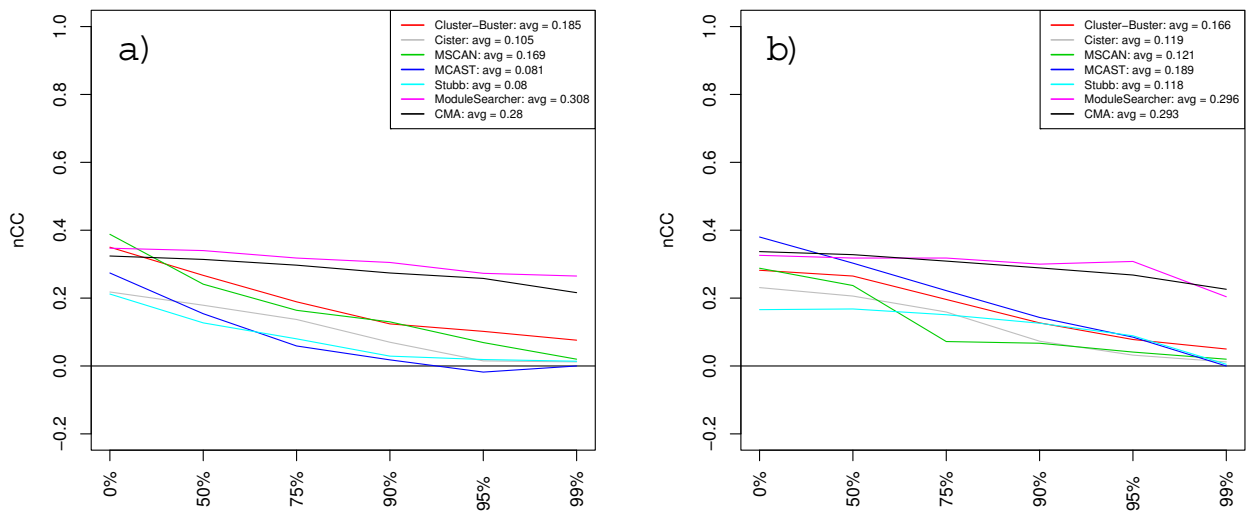 a)
Cluster−Buster: avg = 0.185
Cister: avg = 0.105
MSCAN: avg = 0.169
MCAST: avg = 0.081
Stubb: avg = 0.08
ModuleSearcher: avg = 0.308
CMA: avg = 0.28
nCC
1.0
0.8
0.6
0.4
0.2
0.0
−0.2
0%
50%
75%
90%
95%
99%
b)
Cluster−Buster: avg = 0.166
Cister: avg = 0.119
MSCAN: avg = 0.121
MCAST: avg = 0.189
Stubb: avg = 0.118
ModuleSearcher: avg = 0.296
CMA: avg = 0.293
nCC
1.0
0.8
0.6
0.4
0.2
0.0
−0.2
0%
50%
75%
90%
95%
99%